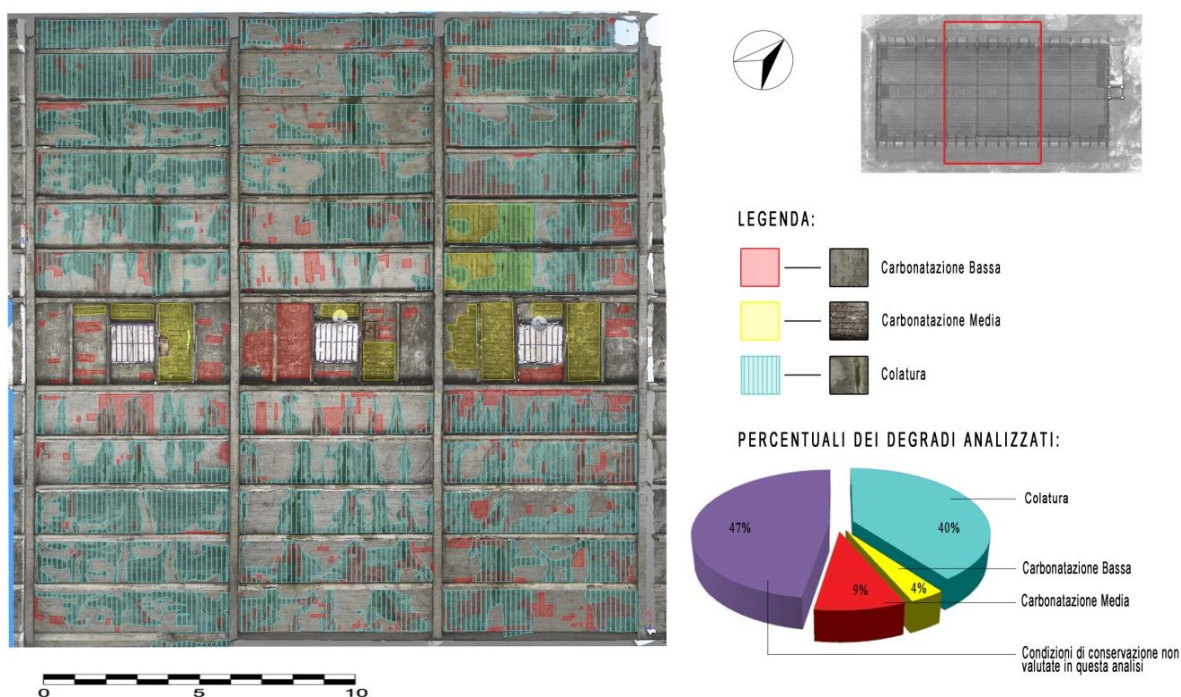 LEGENDA:
Carbonatazione Bassa
Carbonatazione Media
Colatura
PERCENTUALI DEI DEGRADI ANALIZZATI:
47%
40%
9%
4%
Colatura
Carbonatazione Bassa
Carbonatazione Media
Condizioni di conservazione non
valutate in questa analisi
0 5 10